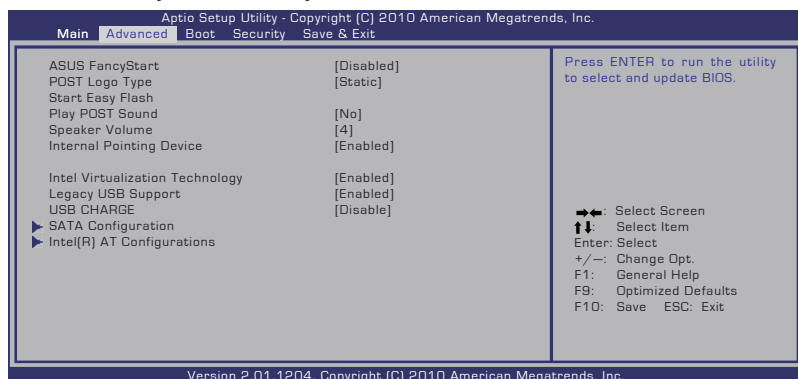 Aptio Setup Utility - Copyright (C) 2010 American Megatrends, Inc.
Main Advanced Boot Security Save & Exit
ASUS FancyStart [Disabled]
POST Logo Type [Static]
Start Easy Flash
Play POST Sound [No]
Speaker Volume [4]
Internal Pointing Device [Enabled]
Intel Virtualization Technology [Enabled]
Legacy USB Support [Enabled]
USB CHARGE [Disable]
SATA Configuration
Intel(R) AT Configurations
Press ENTER to run the utility
to select and update BIOS.
→←: Select Screen
↑↓: Select Item
Enter: Select
+/—: Change Opt.
F1: General Help
F9: Optimized Defaults
F10: Save ESC: Exit
Version 2.01.1204. Copyright (C) 2010 American Megatrends, Inc.